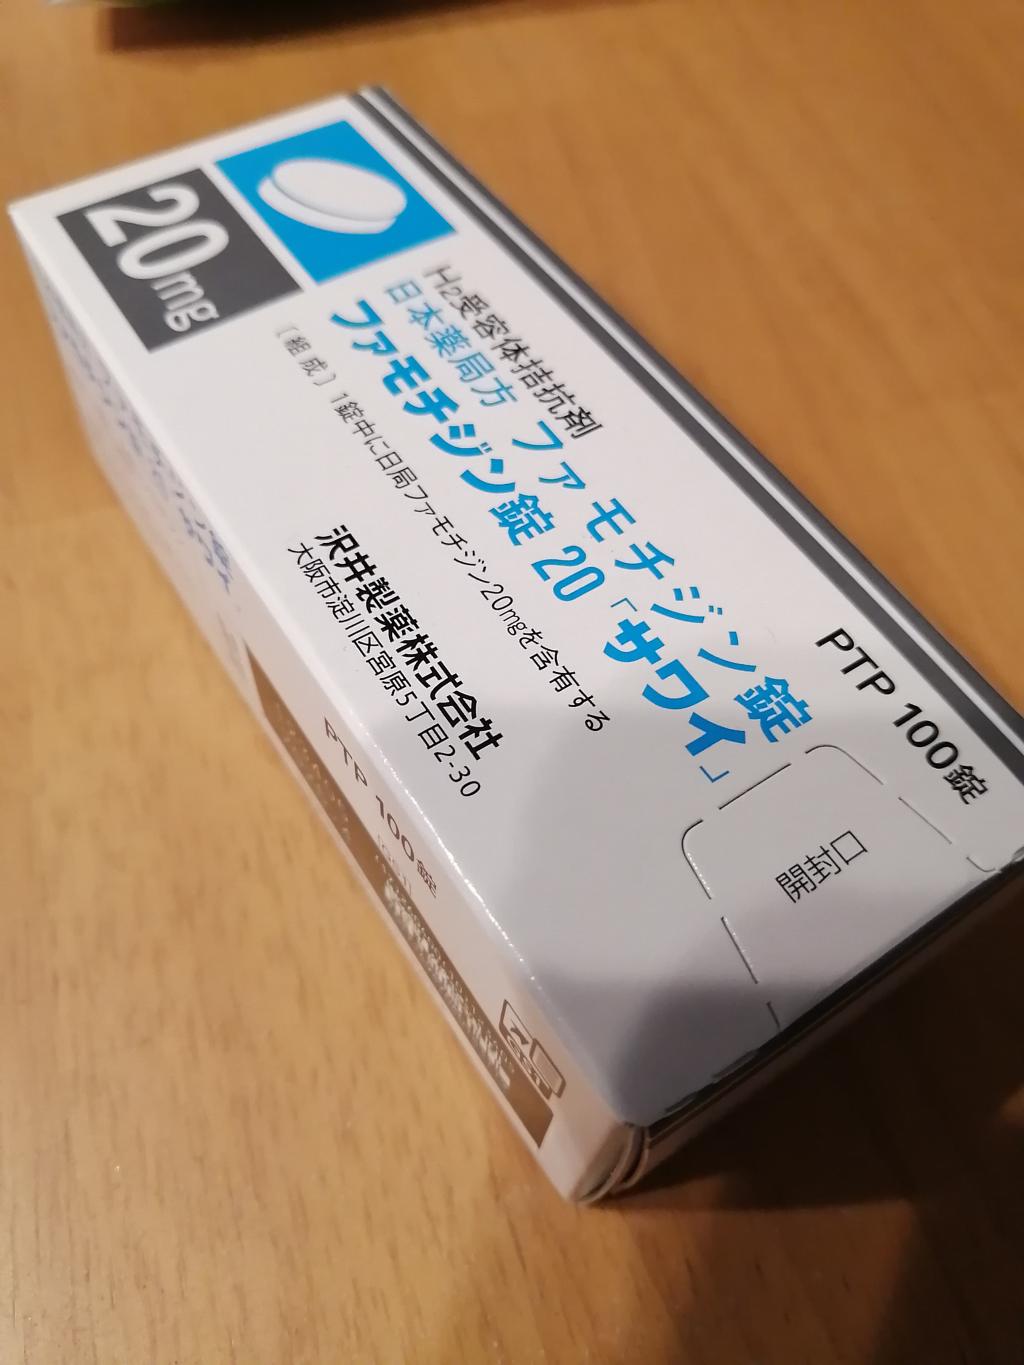 20mg
H2受容体拮抗剤
日本薬局方 ファモチジン錠
ファモチジン錠 20「サワイ」
〔組成〕1錠中に日局ファモチジン20mgを含有する
沢井製薬株式会社
大阪市淀川区宮原5丁目2-30
PTP 100錠
開封口
PTP 100錠